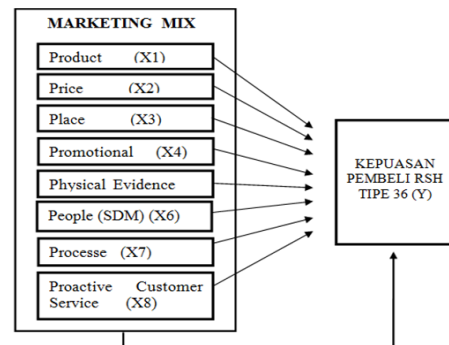 MARKETING MIX
Product (X1)
Price (X2)
Place (X3)
Promotional (X4)
Physical Evidence
People (SDM) (X6)
Processe (X7)
Proactive Customer
Service (X8)
KEPUASAN
PEMBELI RSH
TIPE 36 (Y)